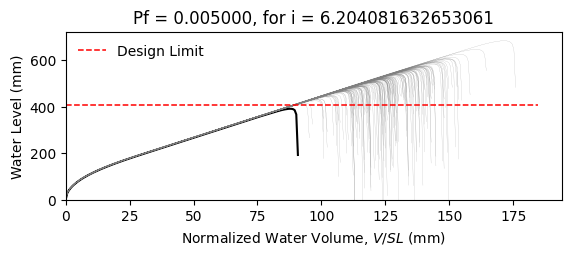 Pf = 0.005000, for i = 6.204081632653061
Design Limit
Water Level (mm)
600
400
200
0
0 25 50 75 100 125 150 175
Normalized Water Volume, V/SL (mm)